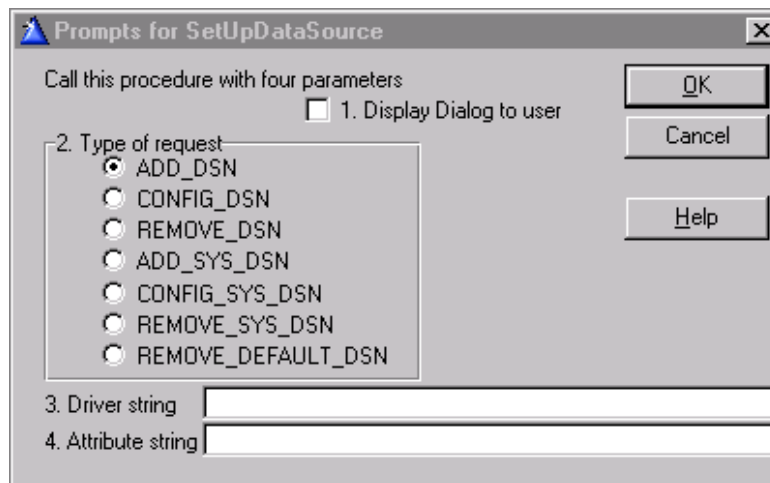 Prompts for SetUpDataSource
Call this procedure with four parameters
OK
1. Display Dialog to user
Cancel
2. Type of request
ADD_DSN
CONFIG_DSN
REMOVE_DSN
Help
ADD_SYS_DSN
CONFIG_SYS_DSN
REMOVE_SYS_DSN
REMOVE_DEFAULT_DSN
3. Driver string
4. Attribute string